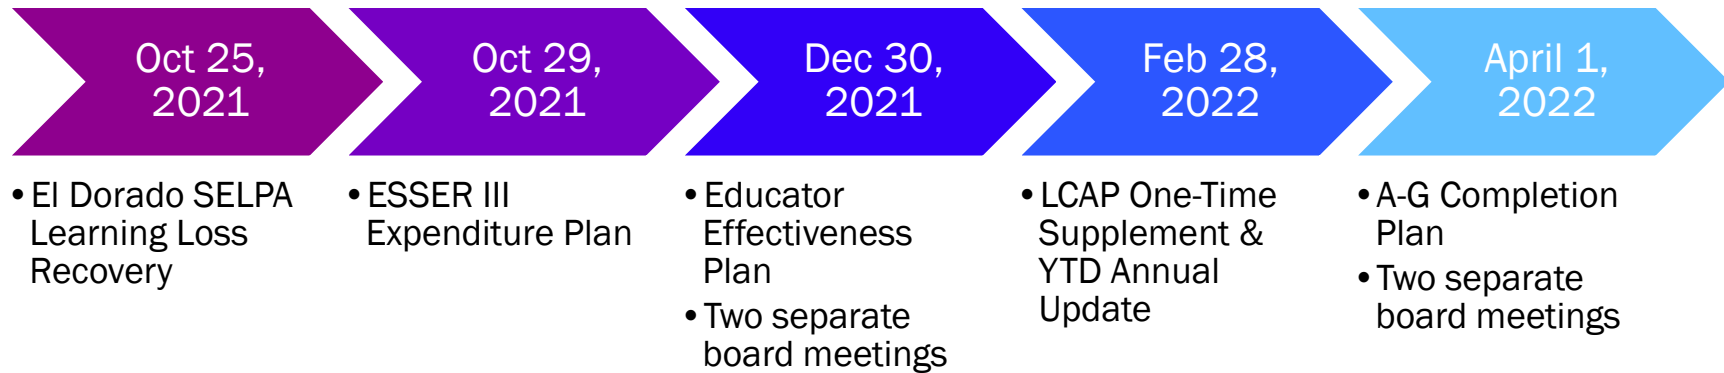 Oct 25,
2021
Oct 29,
2021
Dec 30,
2021
Feb 28,
2022
April 1,
2022
• El Dorado SELPA
Learning Loss
Recovery
• ESSER III
Expenditure Plan
• Educator
Effectiveness
Plan
• Two separate
board meetings
• LCAP One-Time
Supplement &
YTD Annual
Update
• A-G Completion
Plan
• Two separate
board meetings